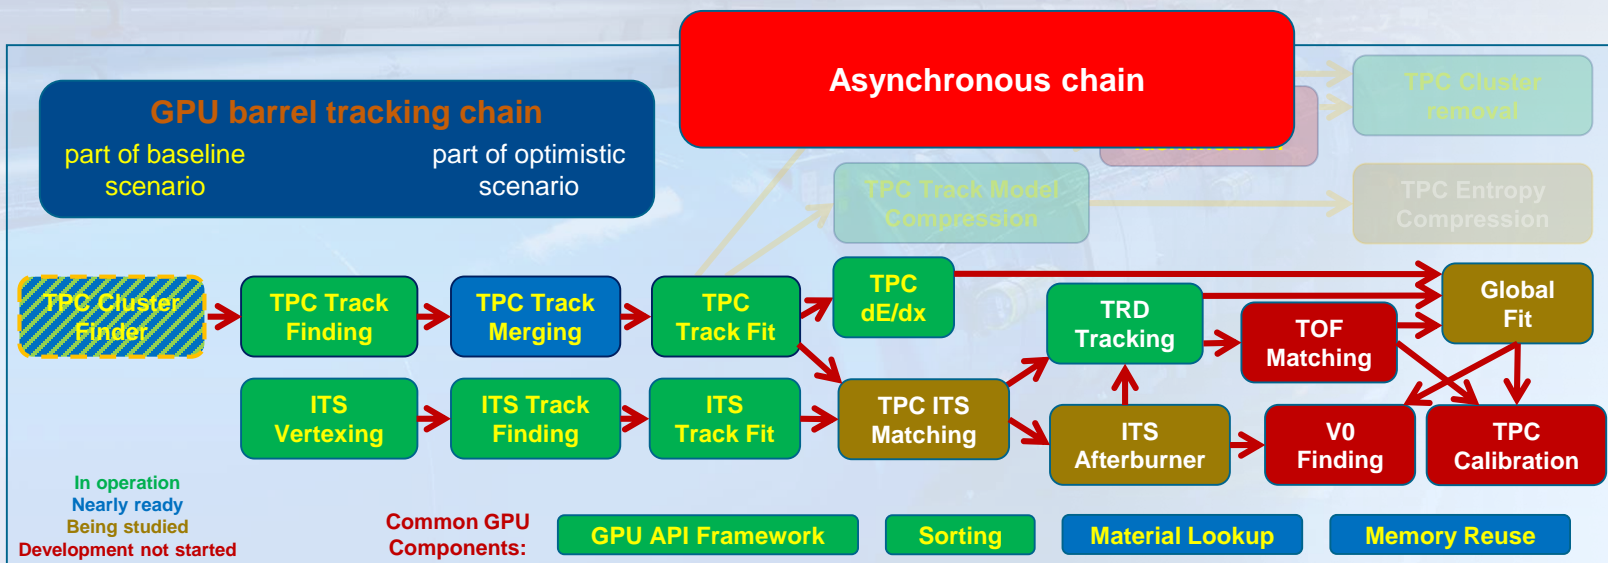 Asynchronous chain
GPU barrel tracking chain
part of baseline
scenario
part of optimistic
scenario
TPC Cluster
removal
TPC Track Model
Compression
TPC Entropy
Compression
TPC Cluster
Finder
TPC Track
Finding
TPC Track
Merging
TPC
Track Fit
TPC
dE/dx
TRD
Tracking
TOF
Matching
Global
Fit
ITS
Vertexing
ITS Track
Finding
ITS
Track Fit
TPC ITS
Matching
ITS
Afterburner
V0
Finding
TPC
Calibration
In operation
Nearly ready
Being studied
Development not started
Common GPU
Components:
GPU API Framework
Sorting
Material Lookup
Memory Reuse